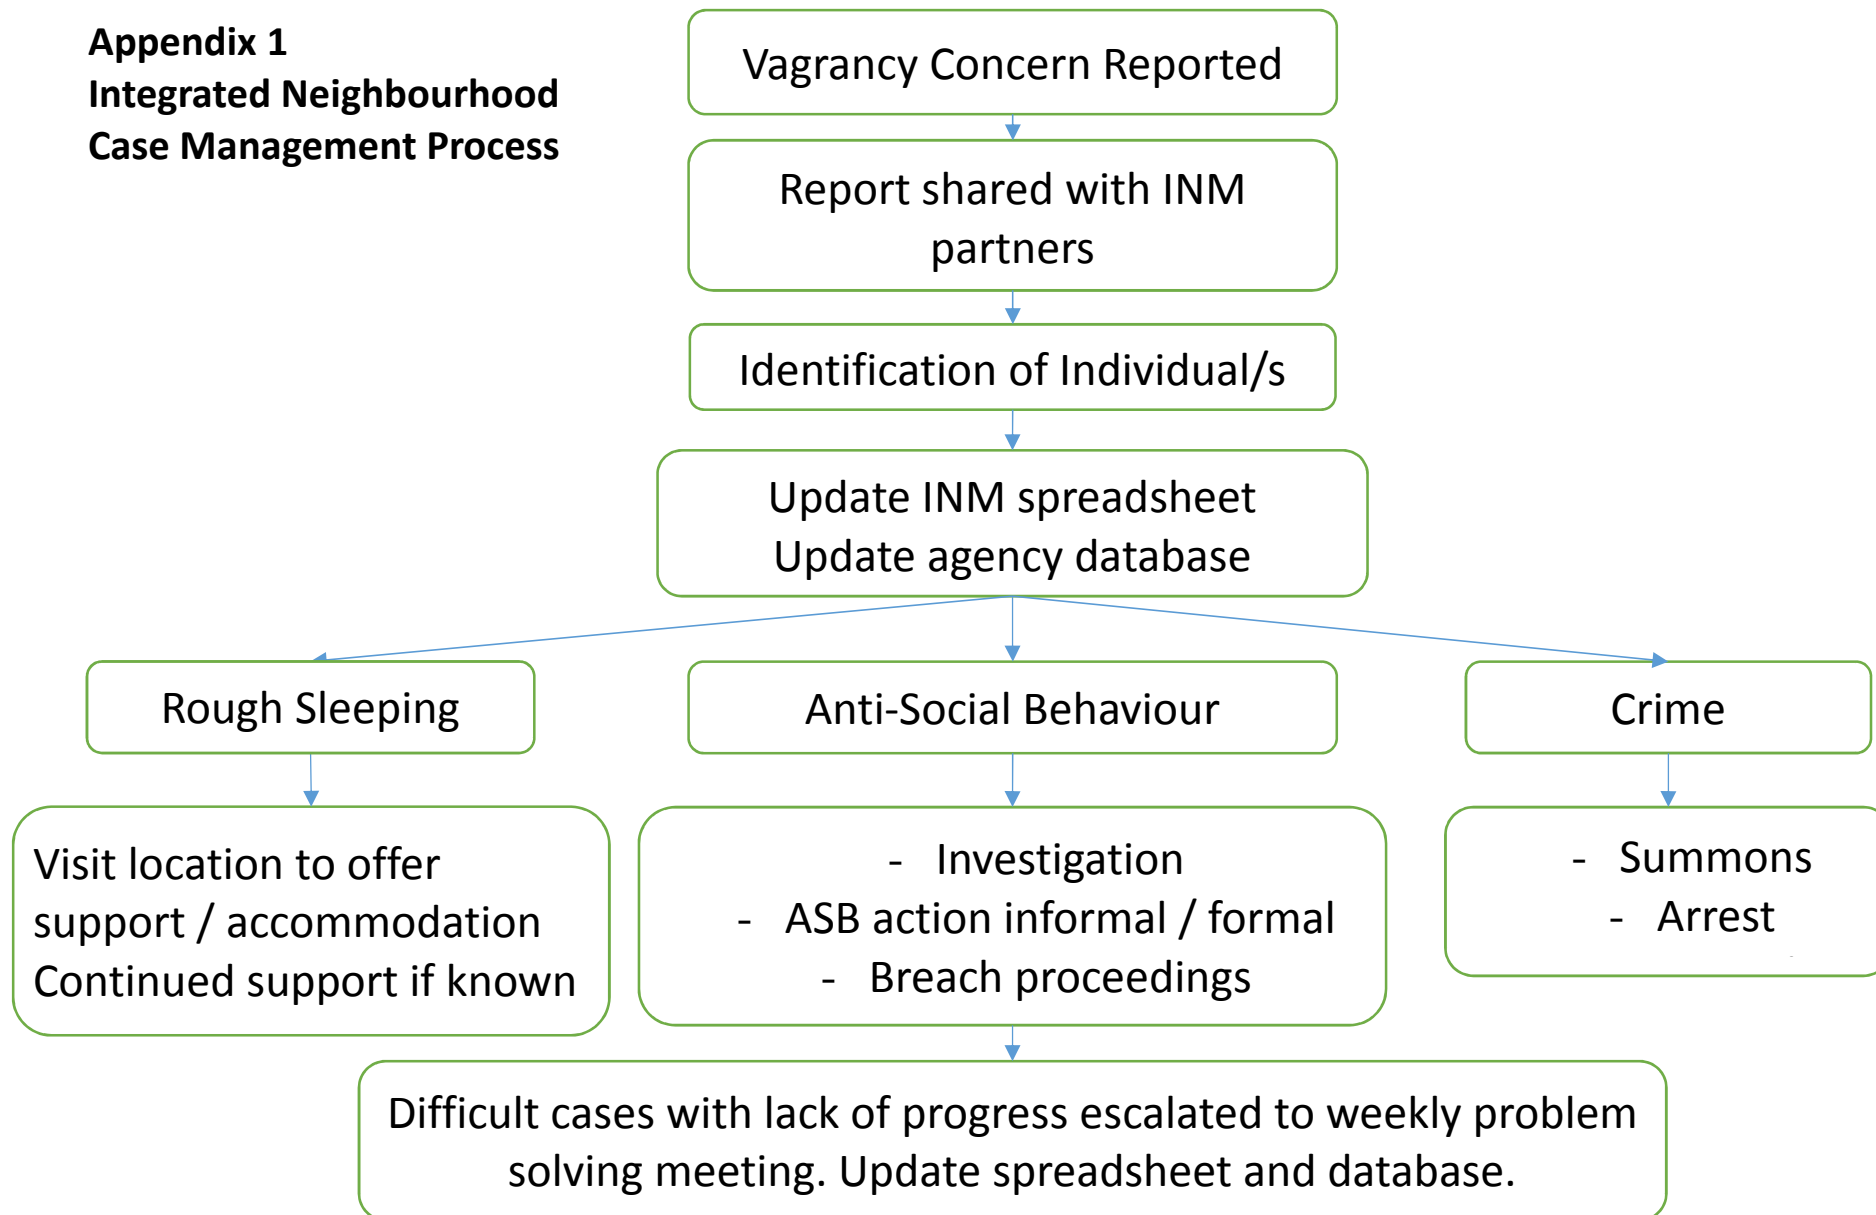 Appendix 1
Integrated Neighbourhood
Case Management Process
Vagrancy Concern Reported
Report shared with INM
partners
Identification of Individual/s
Update INM spreadsheet
Update agency database
Rough Sleeping
Anti-Social Behaviour
Crime
Visit location to offer
support / accommodation
Continued support if known
- Investigation
- ASB action informal / formal
- Breach proceedings
- Summons
- Arrest
Difficult cases with lack of progress escalated to weekly problem
solving meeting. Update spreadsheet and database.